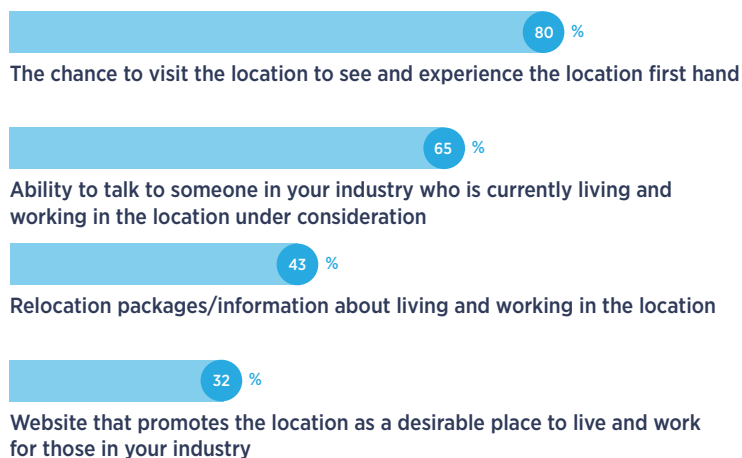 80 %
The chance to visit the location to see and experience the location first hand
65 %
Ability to talk to someone in your industry who is currently living and
working in the location under consideration
43 %
Relocation packages/information about living and working in the location
32 %
Website that promotes the location as a desirable place to live and work
for those in your industry